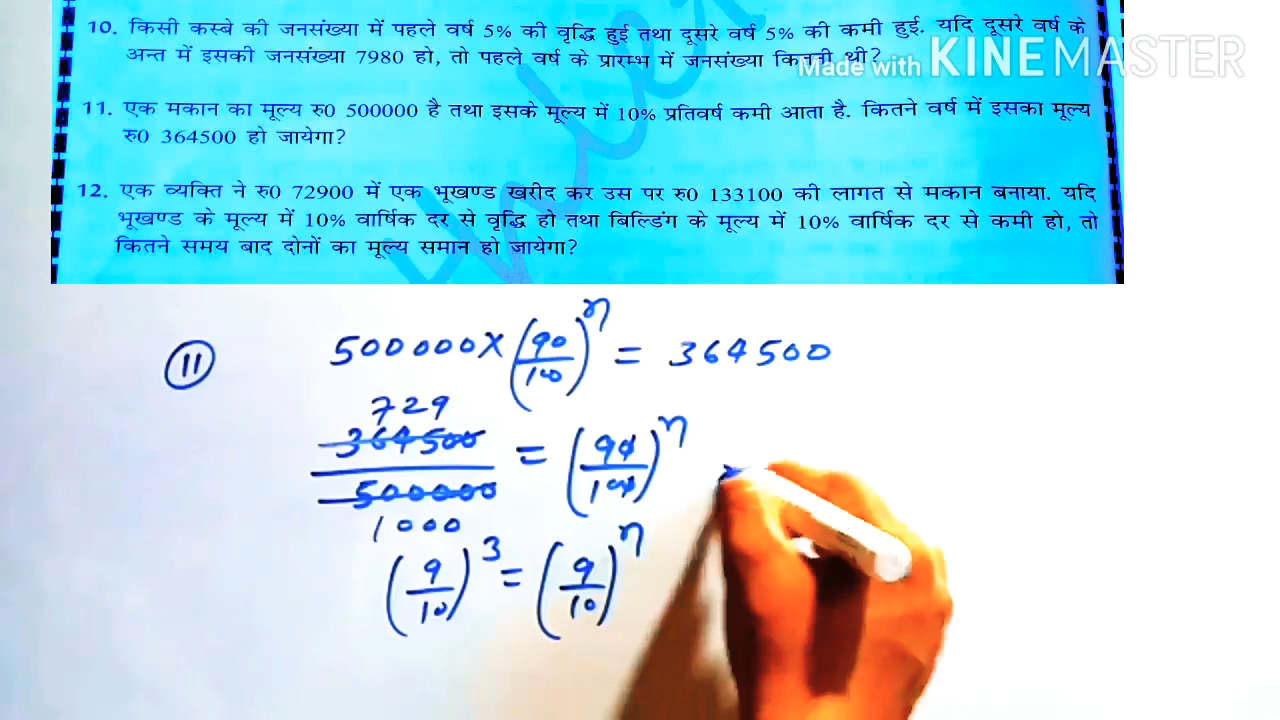 10. किसी कस्बे की जनसंख्या में पहले वर्ष 5% की वृद्धि हुई तथा दूसरे वर्ष 5% की कमी हुई. यदि दूसरे वर्ष के
अन्त में इसकी जनसंख्या 7980 हो, तो पहले वर्ष के प्रारम्भ में जनसंख्या कितनी थी?
Made with KINEMASTER
11. एक मकान का मूल्य रु0 500000 है तथा इसके मूल्य में 10% प्रतिवर्ष कमी आता है. कितने वर्ष में इसका मूल्य
रु0 364500 हो जायेगा?
12. एक व्यक्ति ने रु0 72900 में एक भूखण्ड खरीद कर उस पर रु0 133100 की लागत से मकान बनाया. यदि
भूखण्ड के मूल्य में 10% वार्षिक दर से वृद्धि हो तथा बिल्डिंग के मूल्य में 10% वार्षिक दर से कमी हो, तो
कितने समय बाद दोनों का मूल्य समान हो जायेगा?
11 500000 × (90/100)^n = 364500
729
364500/500000 = (90/100)^n
1000
(9/10)^3 = (9/10)^n